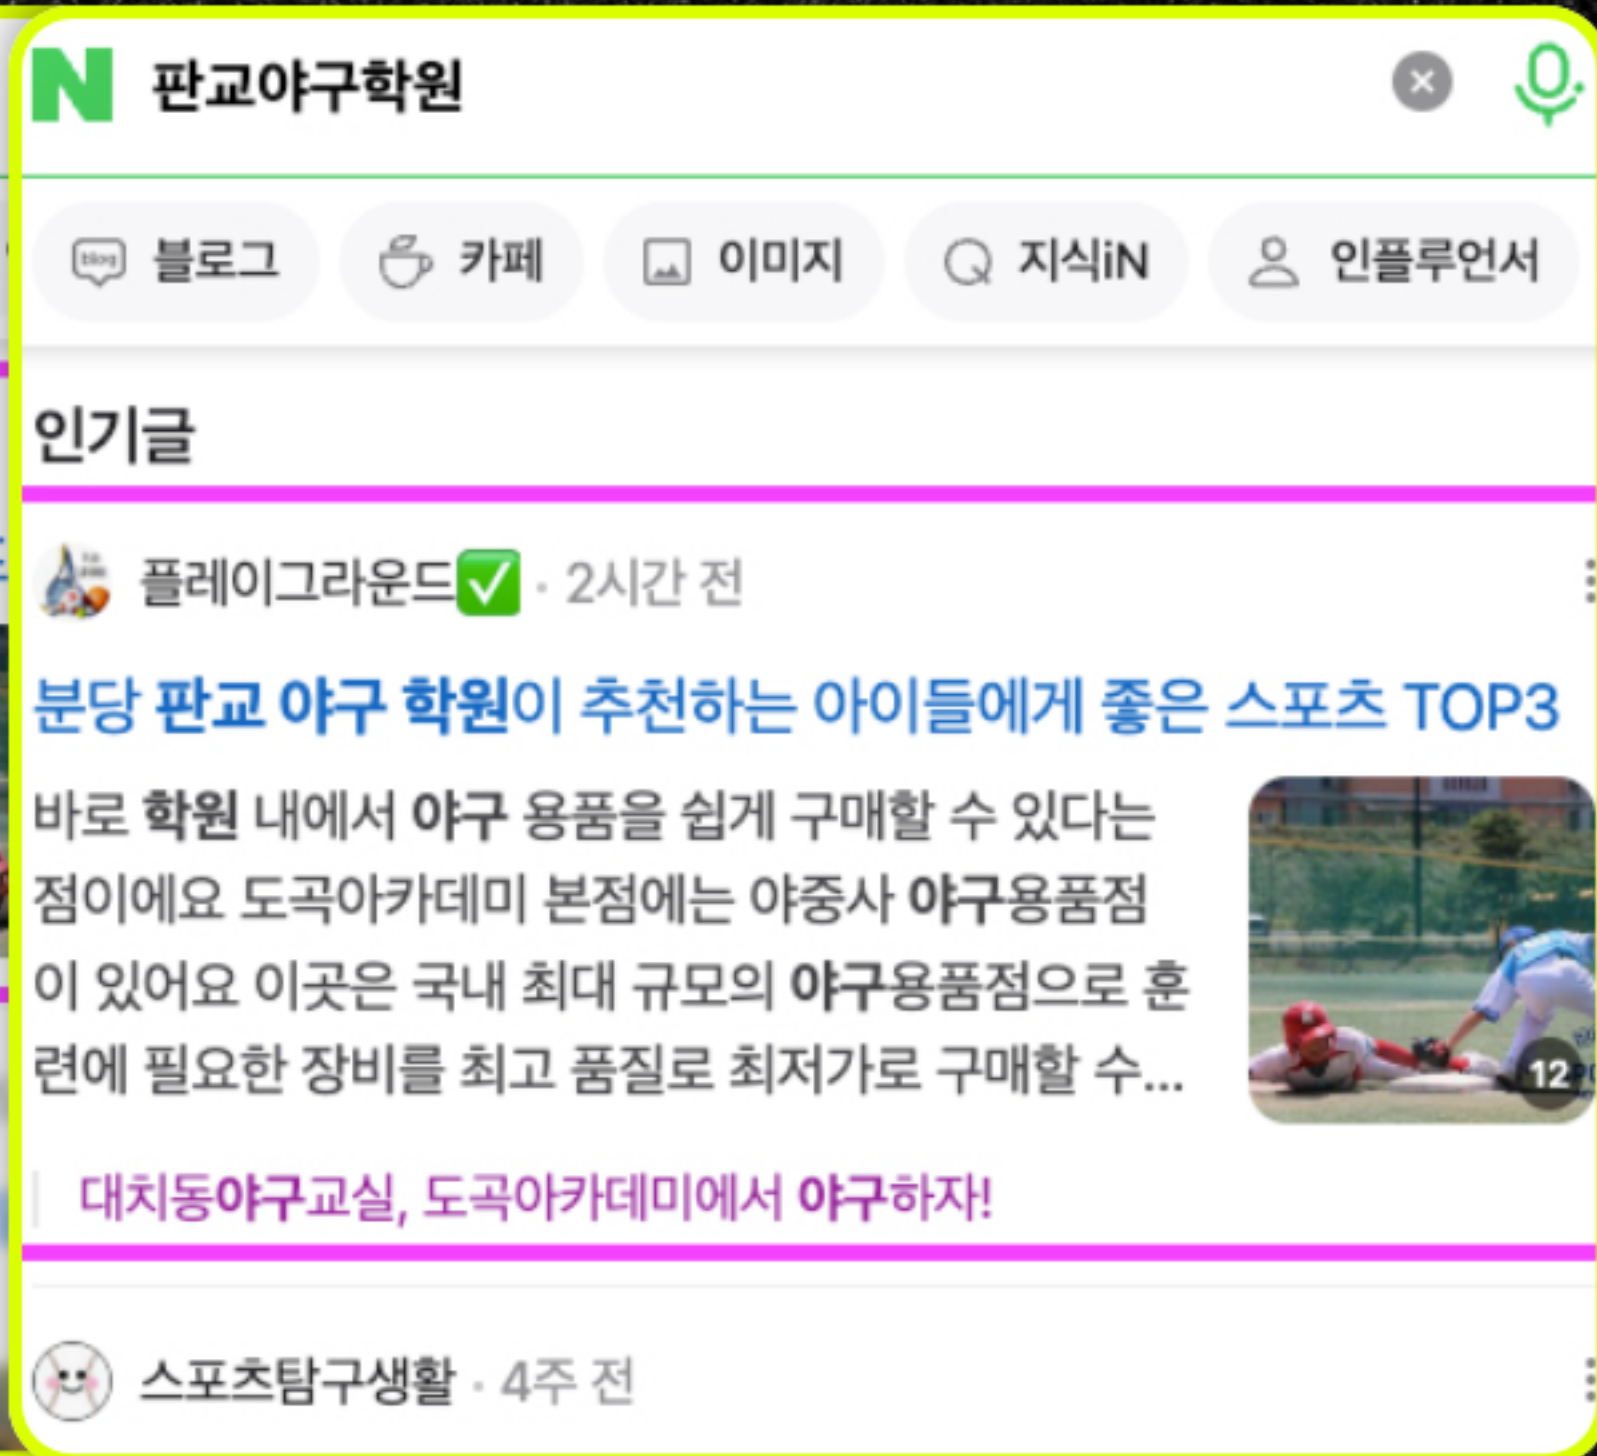 N 판교야구학원
blog 블로그 카페 이미지 지식iN 인플루언서
인기글
플레이그라운드✅ · 2시간 전
분당 판교 야구 학원이 추천하는 아이들에게 좋은 스포츠 TOP3
바로 학원 내에서 야구 용품을 쉽게 구매할 수 있다는
점이에요 도곡아카데미 본점에는 야중사 야구용품점
이 있어요 이곳은 국내 최대 규모의 야구용품점으로 훈
련에 필요한 장비를 최고 품질로 최저가로 구매할 수...
12
대치동야구교실, 도곡아카데미에서 야구하자!
스포츠탐구생활 · 4주 전